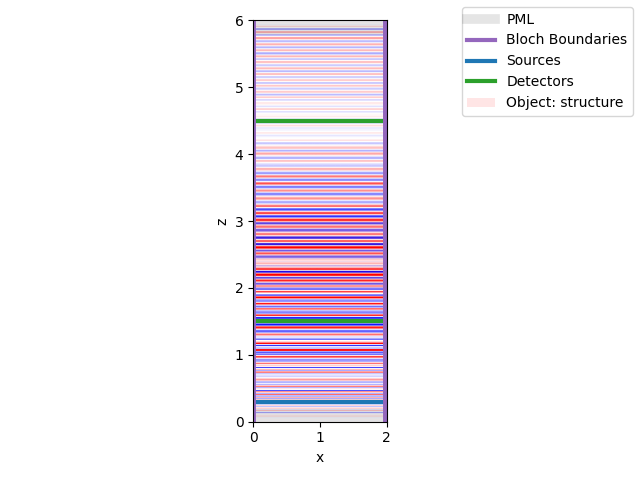 PML
Bloch Boundaries
Sources
Detectors
Object: structure
6
5
4
3
2
1
0
z
0
1
2
x